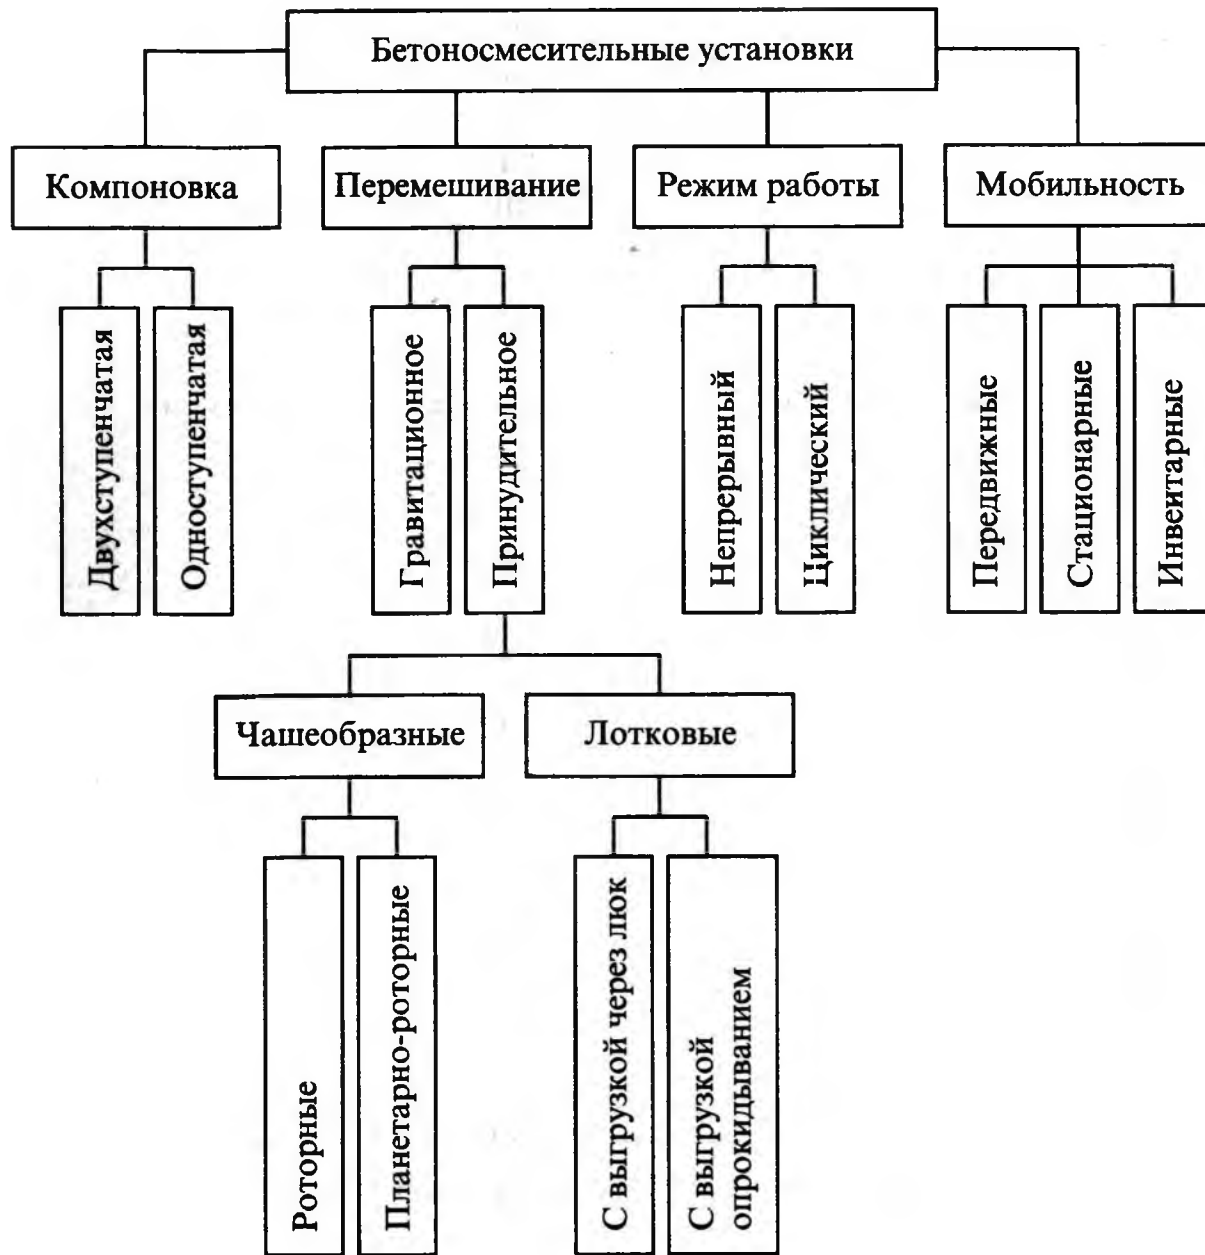 Бетоносмесительные установки
Компоновка
Перемешивание
Режим работы
Мобильность
Двухступенчатая
Одноступенчатая
Гравитационное
Принудительное
Непрерывный
Циклический
Передвижные
Стационарные
Инвеитарные
Чашеобразные
Лотковые
Роторные
Планетарно-роторные
С выгрузкой через люк
С выгрузкой
опрокидыванием